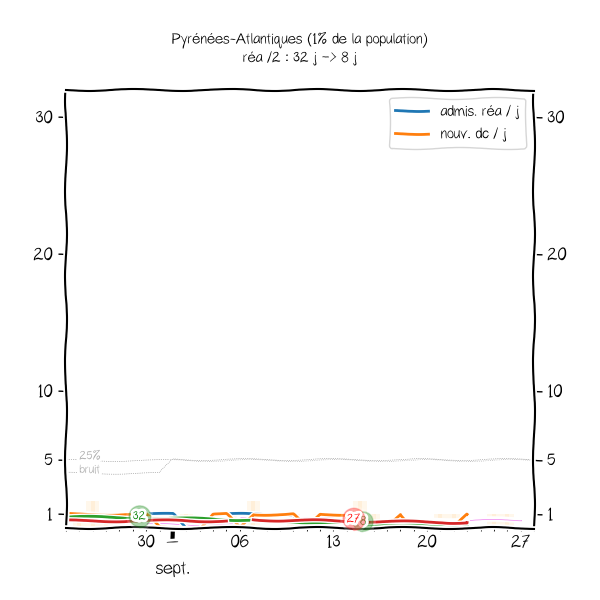 Pyrénées-Atlantiques (1% de la population)
réa /2 : 32 j -> 8 j
admis. réa / j
nouv. dc / j
30 30
20 20
10 10
25%
5 5
bruit
1 32 27 1
30 06 13 20 27
sept.